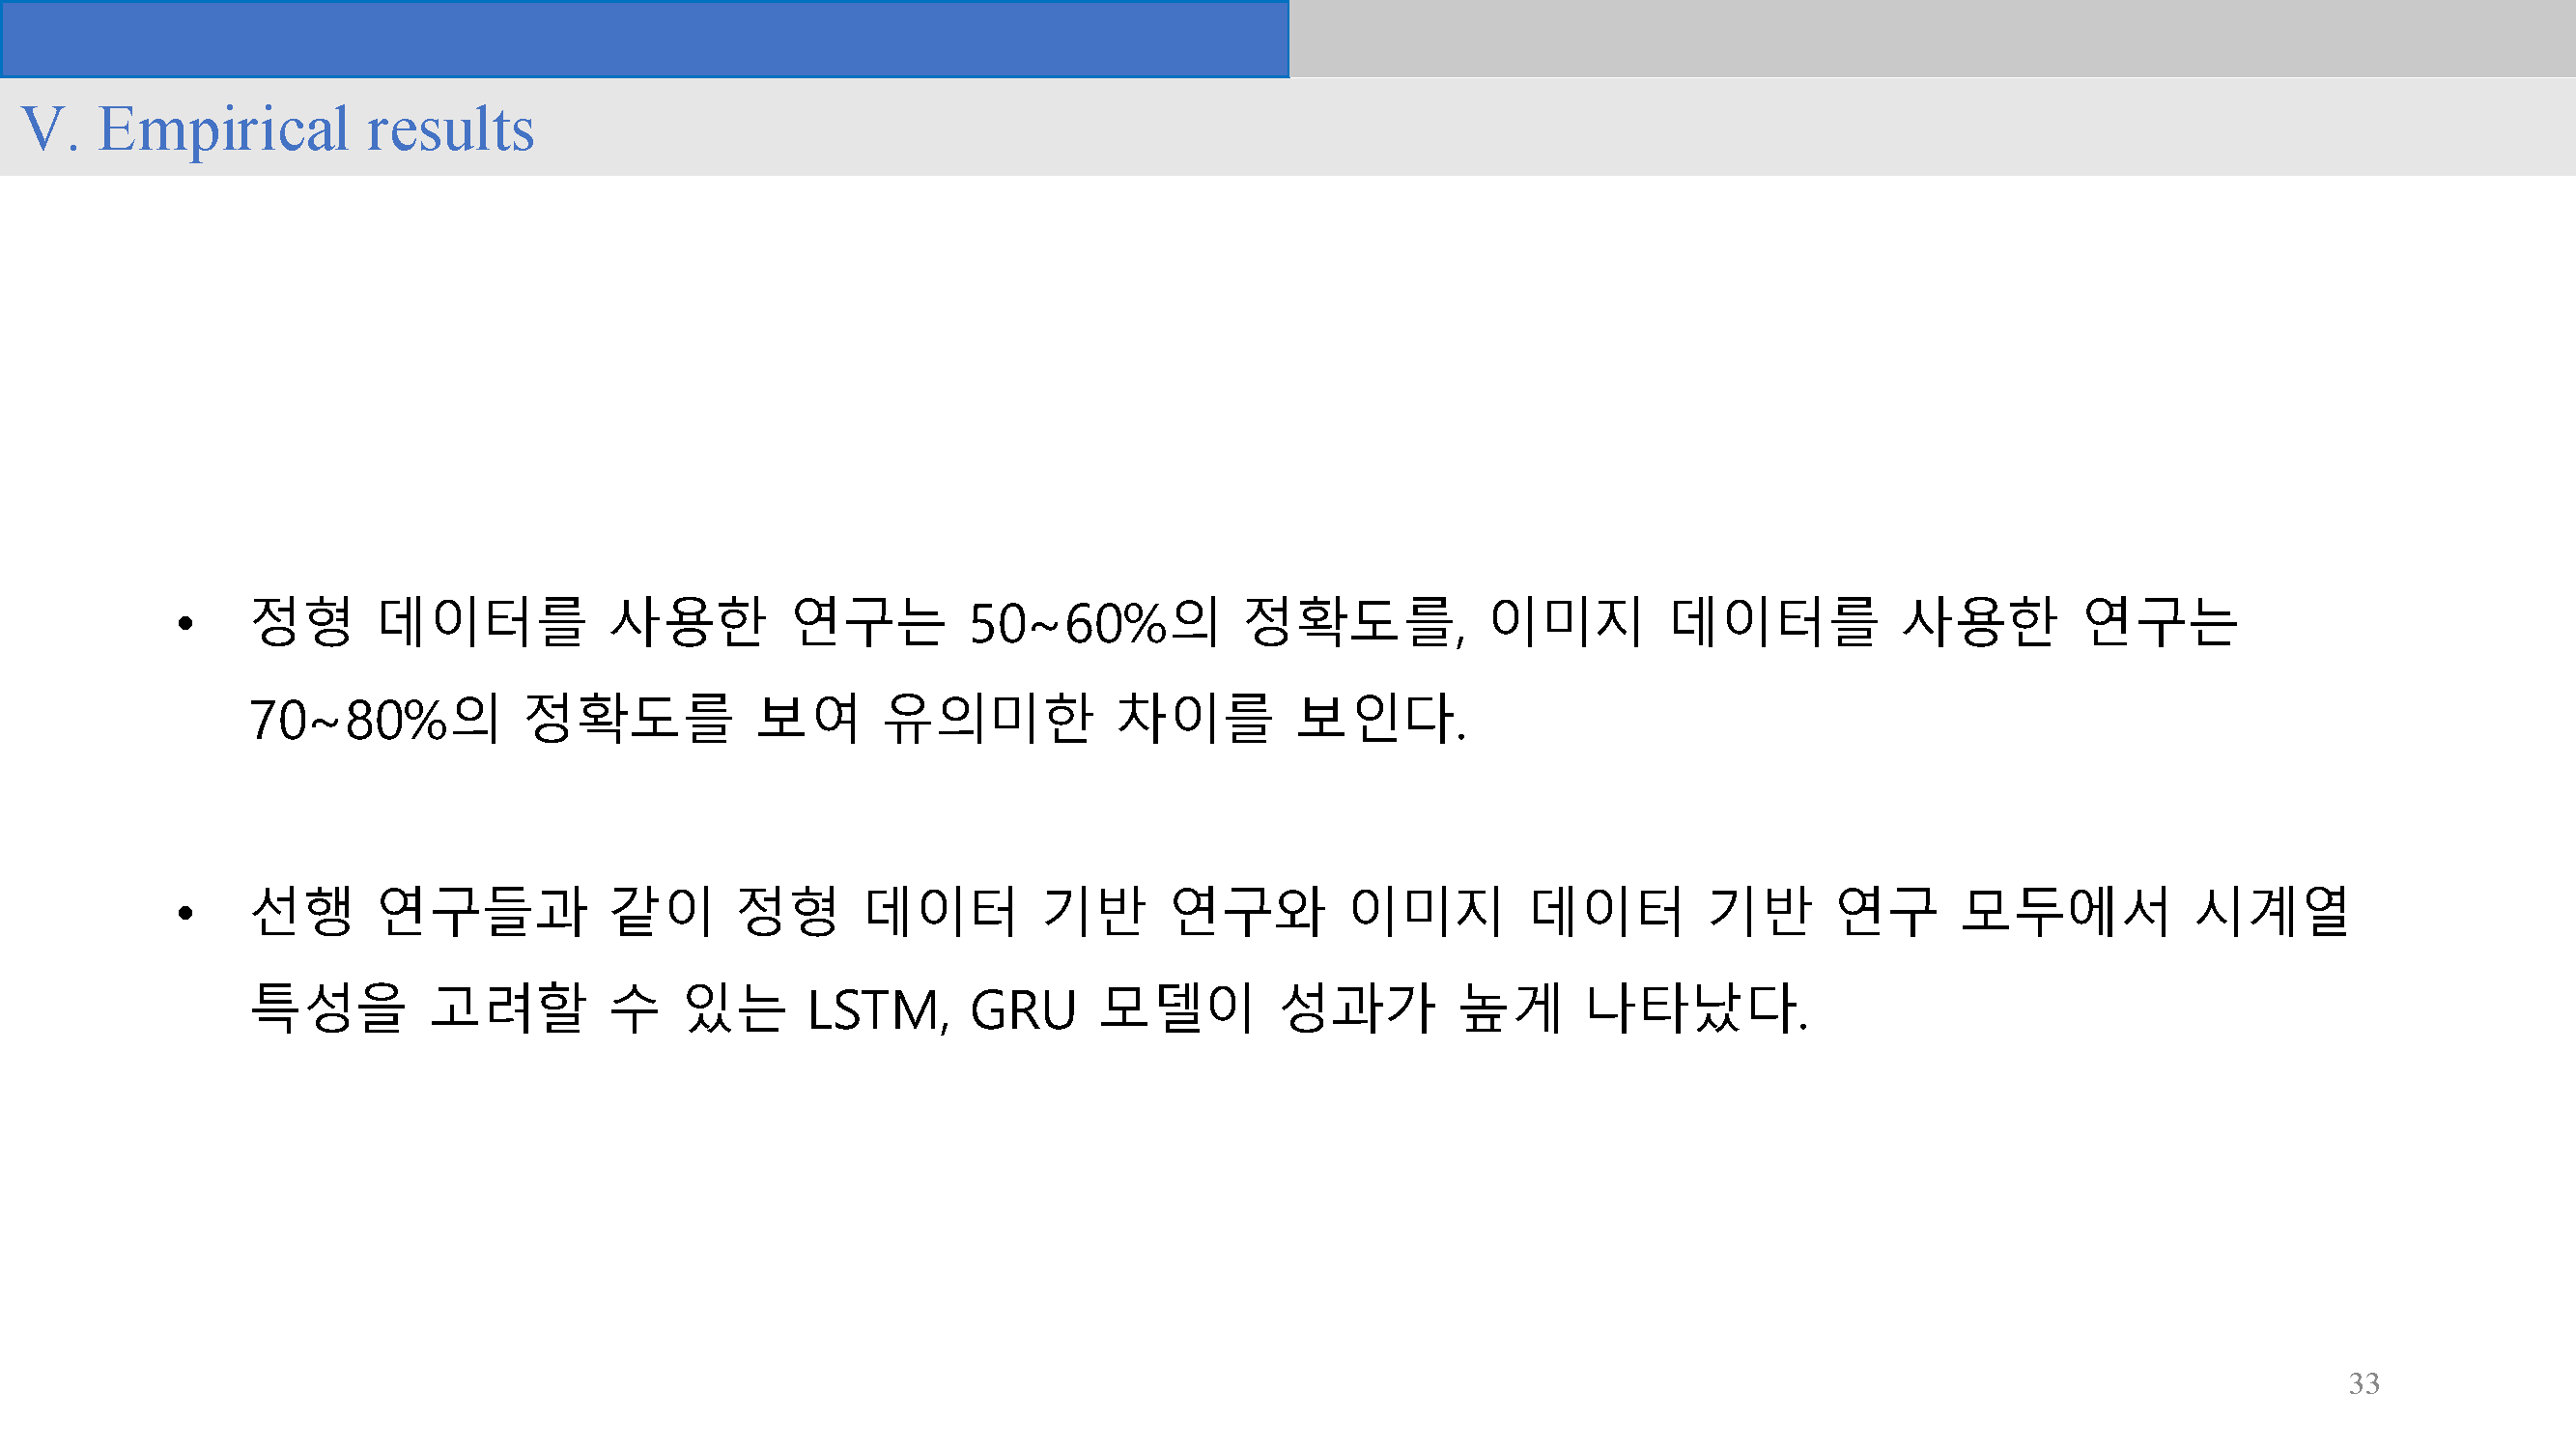 V. Empirical results
• 정형 데이터를 사용한 연구는 50~60%의 정확도를, 이미지 데이터를 사용한 연구는
70~80%의 정확도를 보여 유의미한 차이를 보인다.
• 선행 연구들과 같이 정형 데이터 기반 연구와 이미지 데이터 기반 연구 모두에서 시계열
특성을 고려할 수 있는 LSTM, GRU 모델이 성과가 높게 나타났다.
33